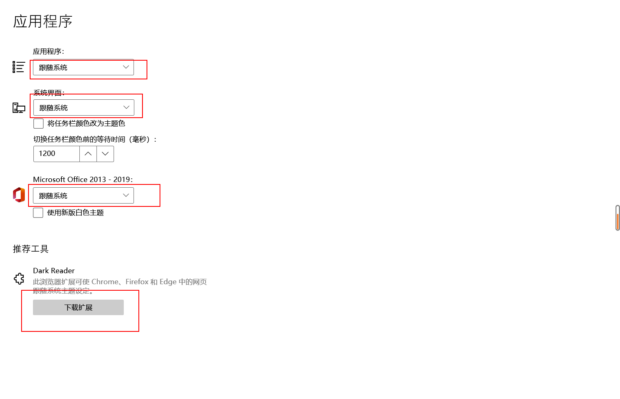 应用程序
应用程序:
跟随系统
系统界面:
跟随系统
将任务栏颜色改为主题色
切换任务栏颜色前的等待时间（毫秒）:
1200
Microsoft Office 2013 - 2019:
跟随系统
使用新版白色主题
推荐工具
Dark Reader
此浏览器扩展可使 Chrome、Firefox 和 Edge 中的网页
跟随系统主题设定。
下载扩展